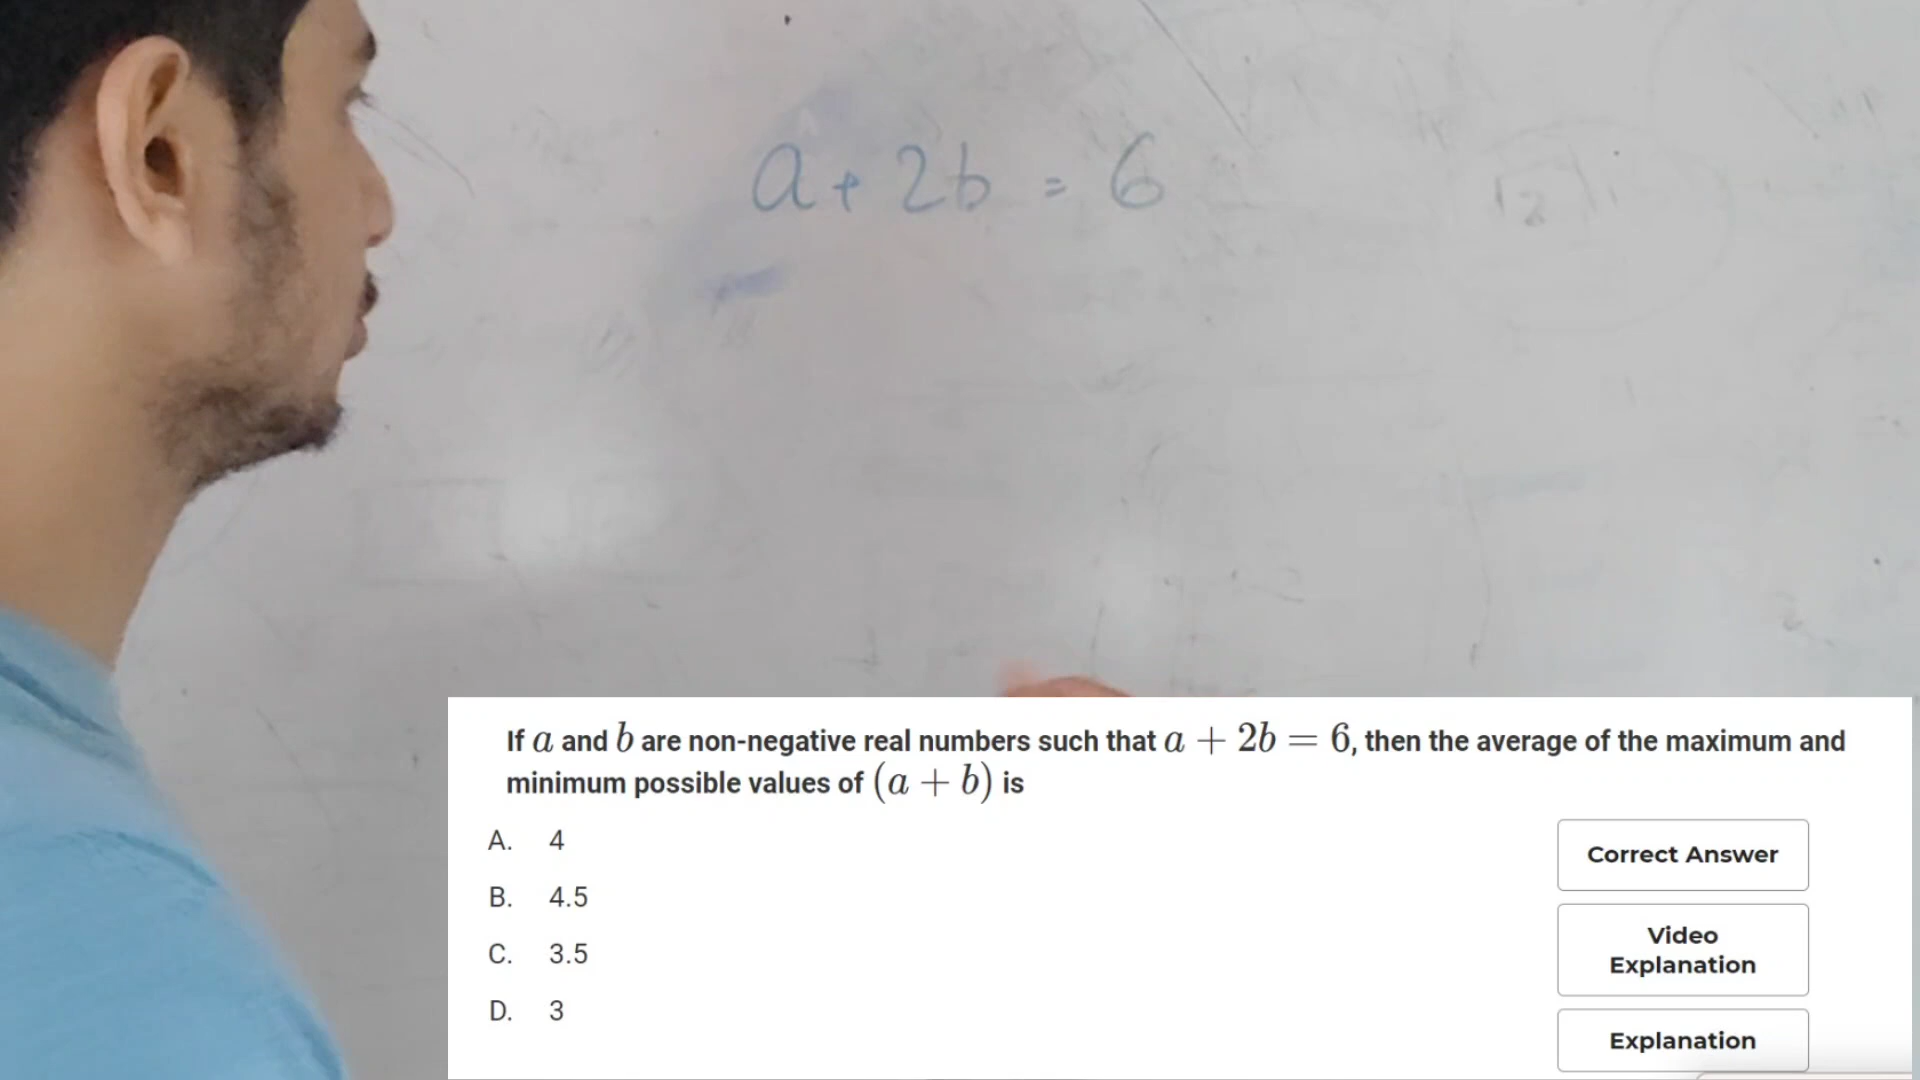 a + 2b = 6
If a and b are non-negative real numbers such that a + 2b = 6, then the average of the maximum and
minimum possible values of (a + b) is
A. 4
B. 4.5
C. 3.5
D. 3
Correct Answer
Video
Explanation
Explanation